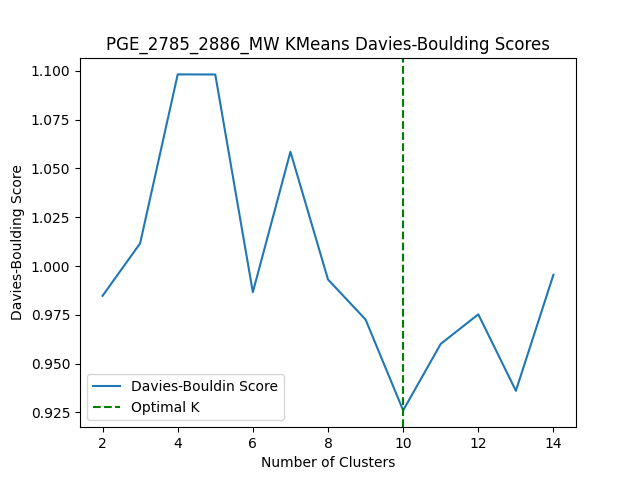 PGE_2785_2886_MW KMeans Davies-Boulding Scores
1.100
1.075
1.050
1.025
1.000
0.975
0.950
0.925
Davies-Boulding Score
Davies-Bouldin Score
Optimal K
2 4 6 8 10 12 14
Number of Clusters